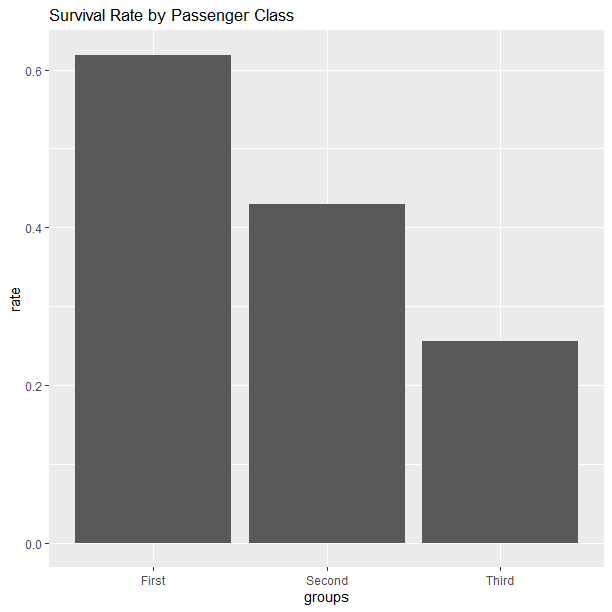 Survival Rate by Passenger Class
0.6
0.4
rate
0.2
0.0
First Second Third
groups